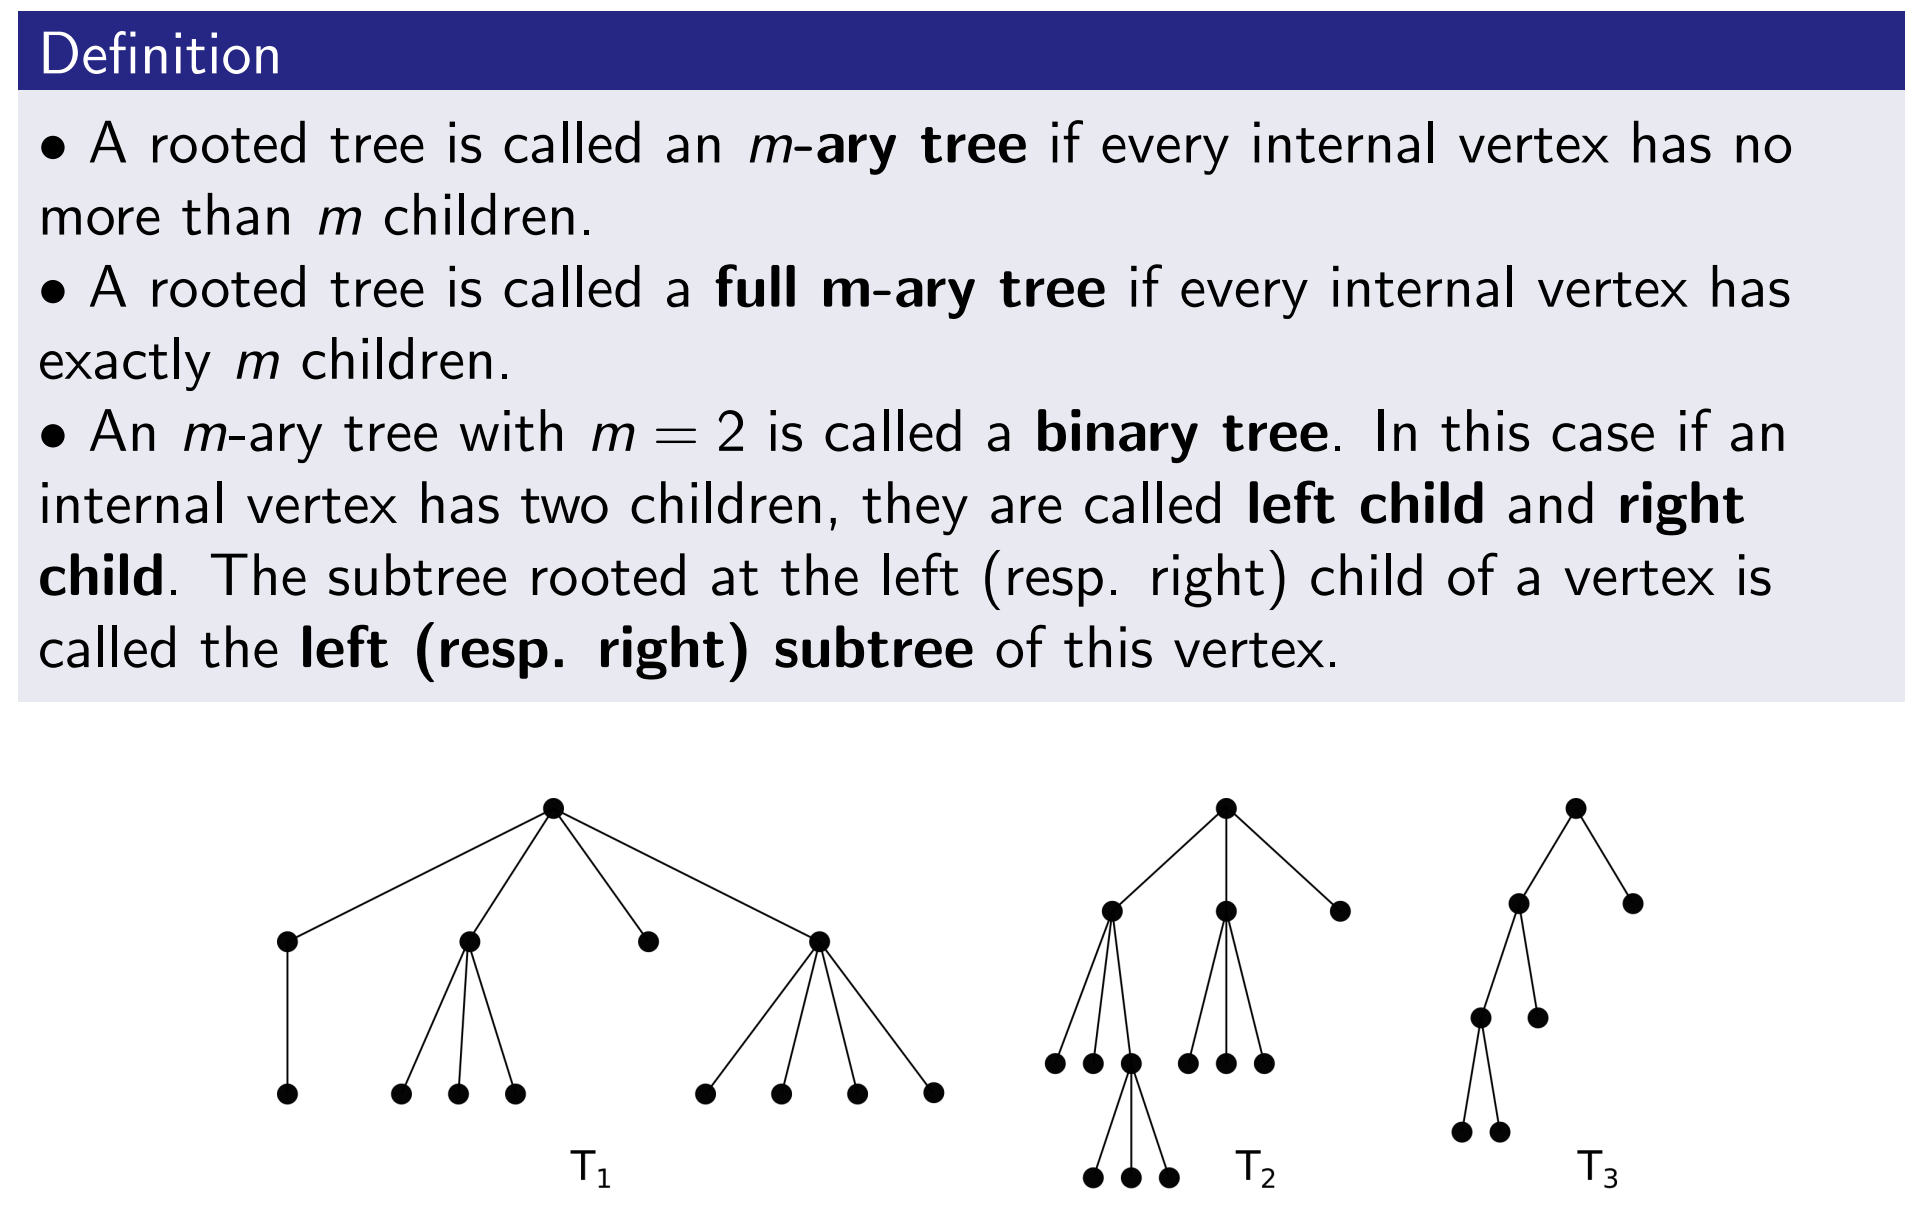 Definition
• A rooted tree is called an m-ary tree if every internal vertex has no
more than m children.
• A rooted tree is called a full m-ary tree if every internal vertex has
exactly m children.
• An m-ary tree with m = 2 is called a binary tree. In this case if an
internal vertex has two children, they are called left child and right
child. The subtree rooted at the left (resp. right) child of a vertex is
called the left (resp. right) subtree of this vertex.
T₁ T₂ T₃